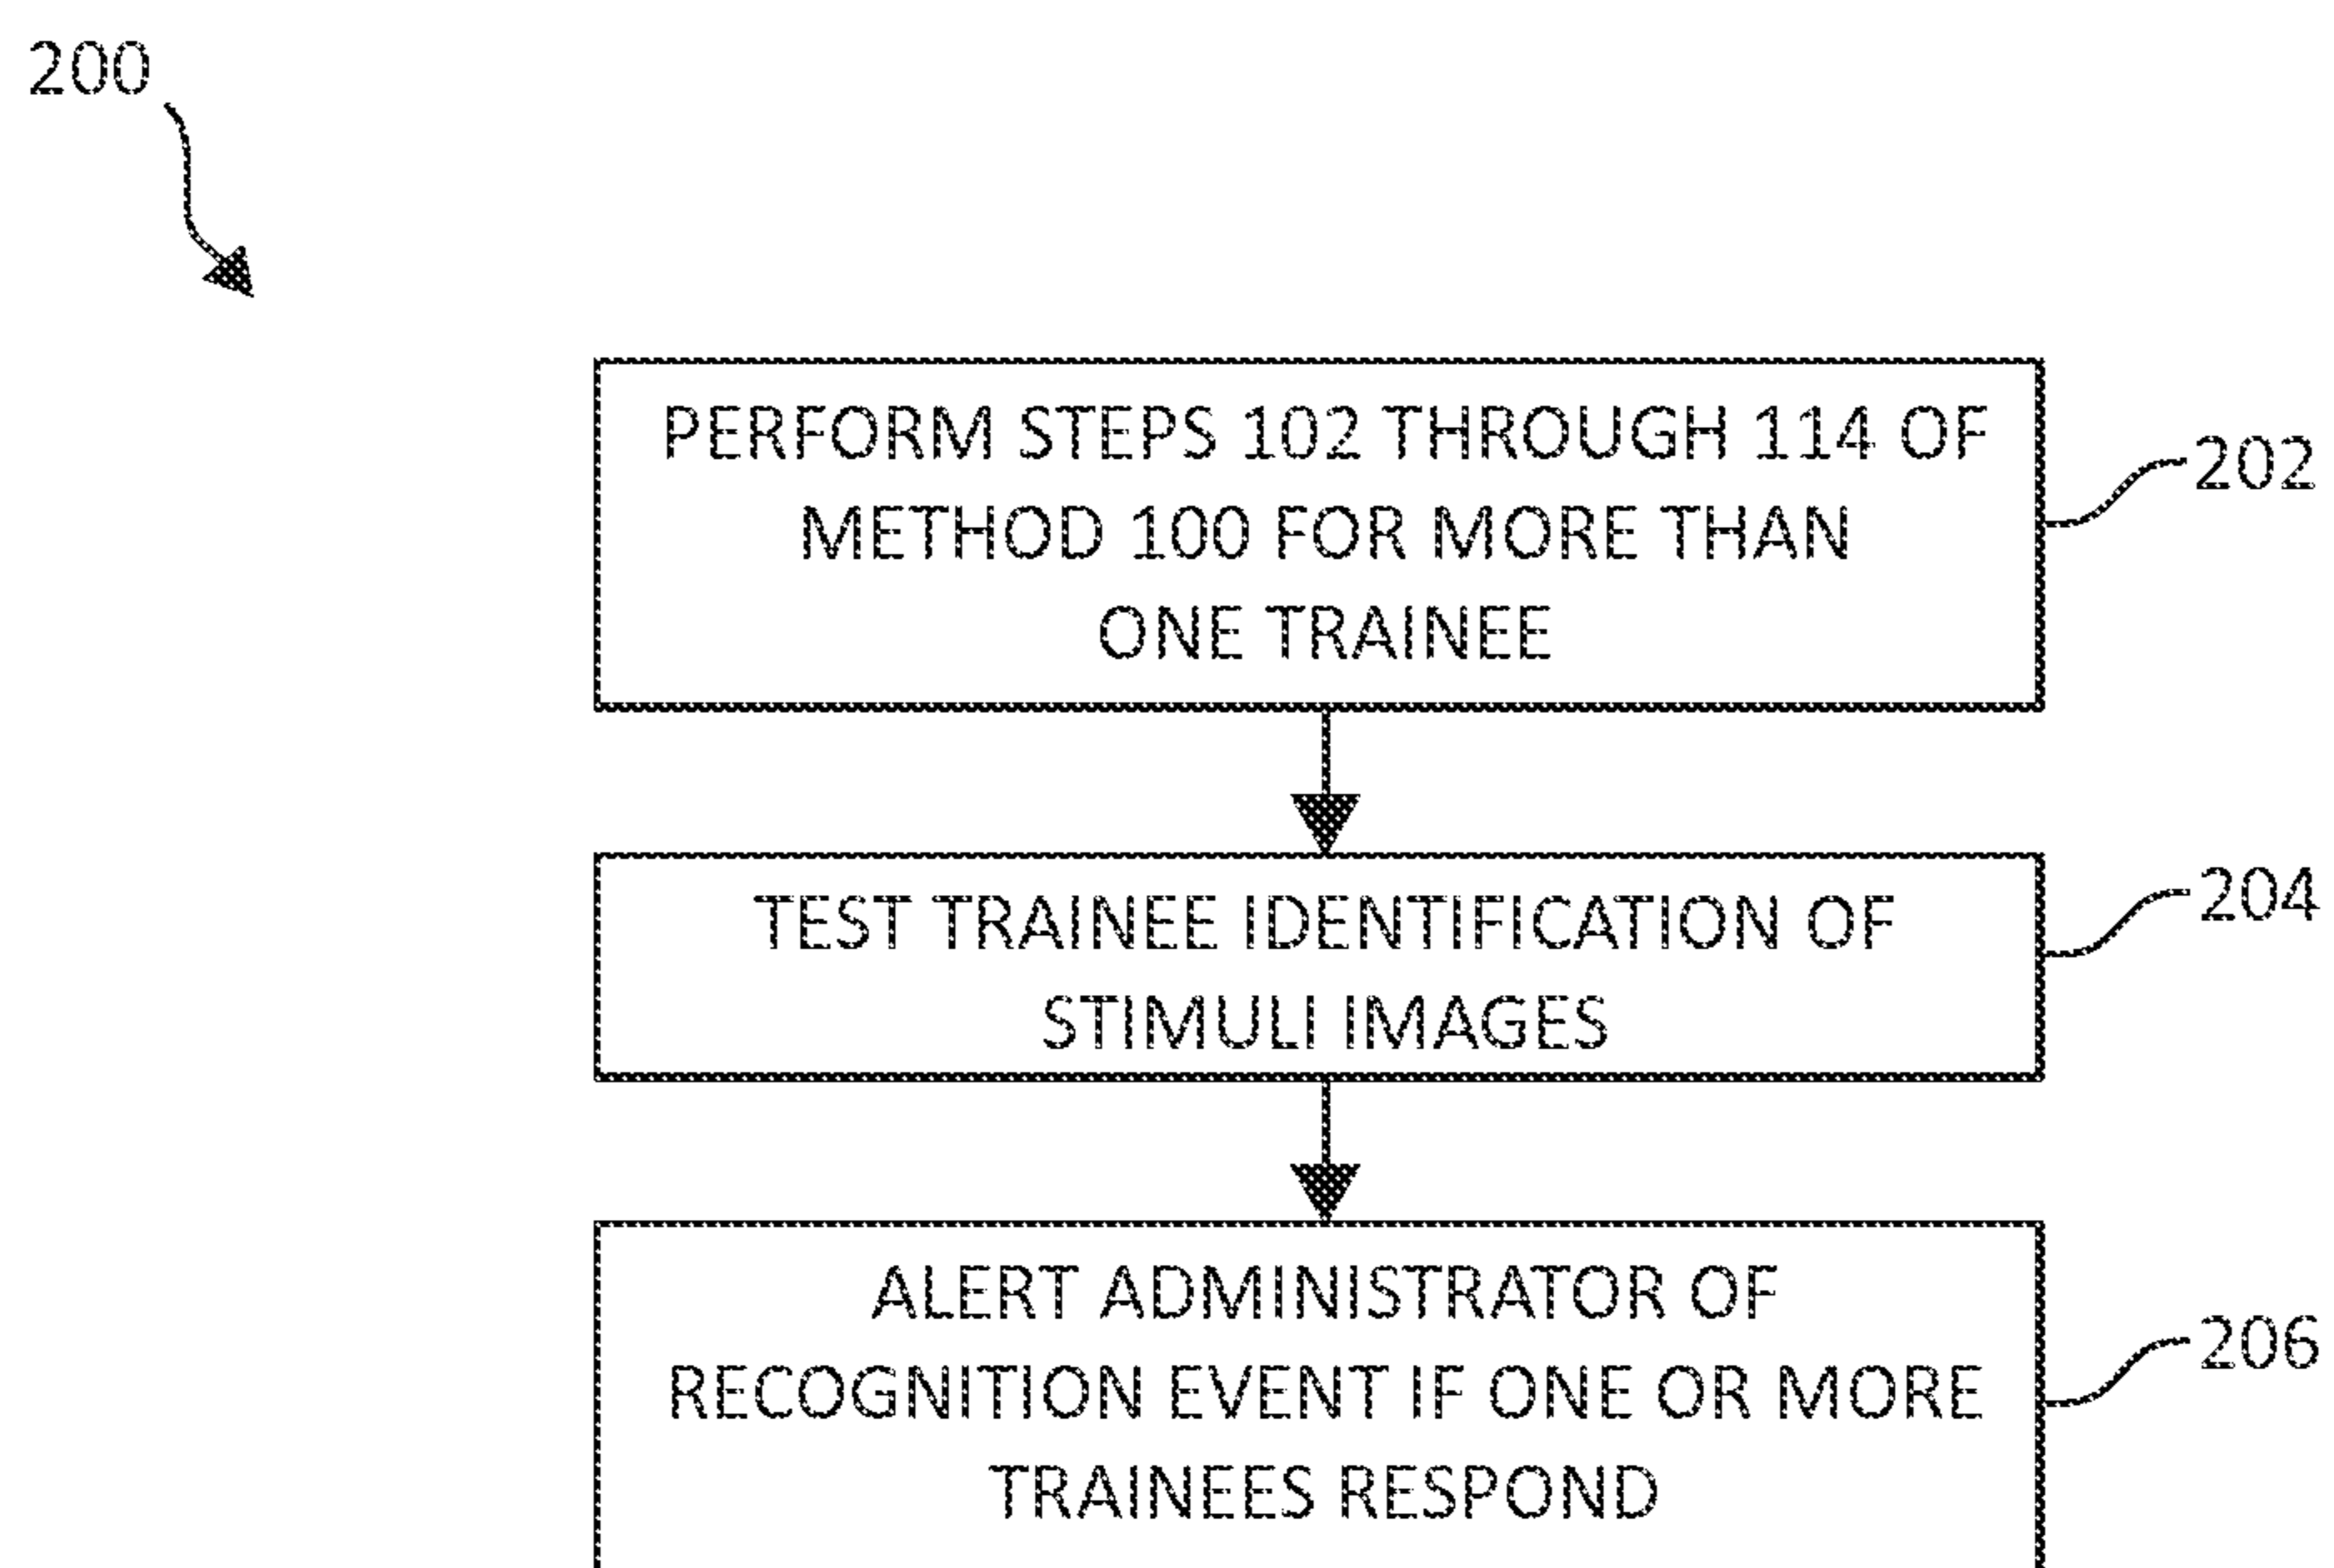 200
PERFORM STEPS 102 THROUGH 114 OF
METHOD 100 FOR MORE THAN
ONE TRAINEE
202
TEST TRAINEE IDENTIFICATION OF
STIMULI IMAGES
204
ALERT ADMINISTRATOR OF
RECOGNITION EVENT IF ONE OR MORE
TRAINEES RESPOND
206